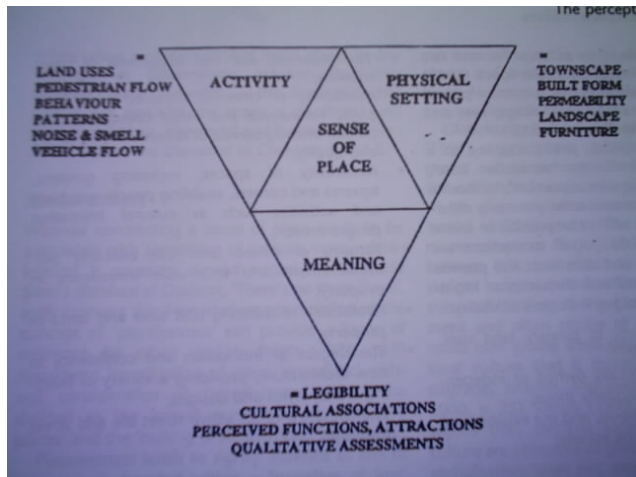 The percept
=
LAND USES
PEDESTRIAN FLOW
BEHAVIOUR
PATTERNS
NOISE & SMELL
VEHICLE FLOW
ACTIVITY
PHYSICAL
SETTING
=
TOWNSCAPE
BUILT FORM
PERMEABILITY
LANDSCAPE
FURNITURE
SENSE
OF
PLACE
MEANING
= LEGIBILITY
CULTURAL ASSOCIATIONS
PERCEIVED FUNCTIONS, ATTRACTIONS
QUALITATIVE ASSESSMENTS